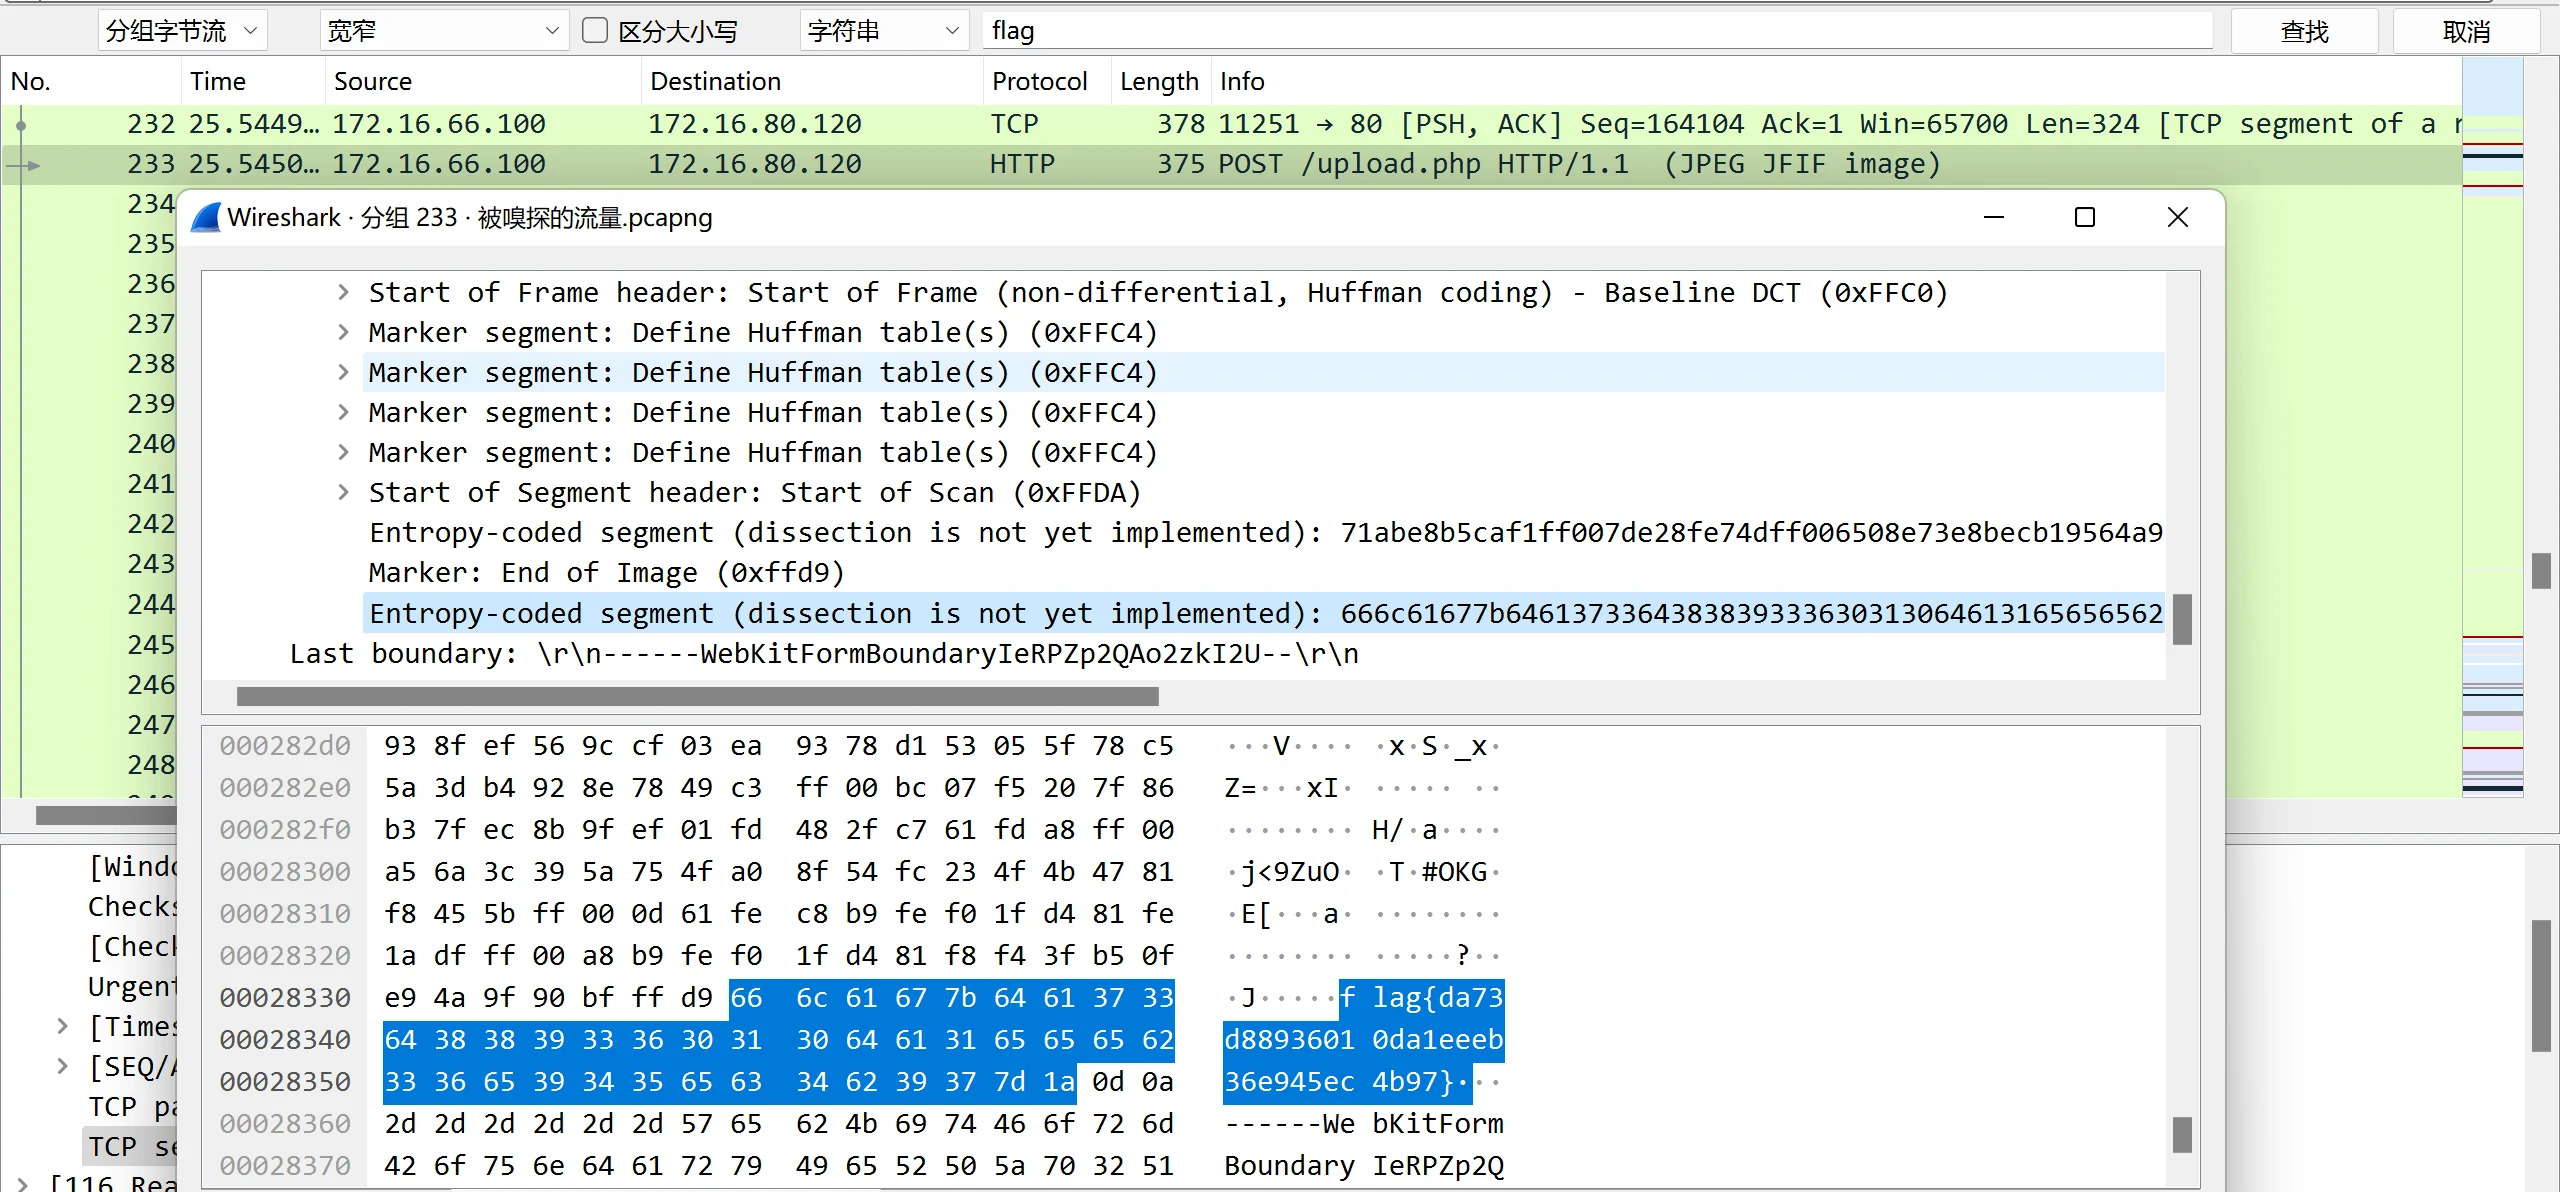 分组字节流 宽窄 区分大小写 字符串 flag 查找 取消
No. Time Source Destination Protocol Length Info
232 25.5449… 172.16.66.100 172.16.80.120 TCP 378 11251 → 80 [PSH, ACK] Seq=164104 Ack=1 Win=65700 Len=324 [TCP segment of a r
233 25.5450… 172.16.66.100 172.16.80.120 HTTP 375 POST /upload.php HTTP/1.1  (JPEG JFIF image)
234
235
236
237
238
239
240
241
242
243
244
245
246
247
248
Wireshark · 分组 233 · 被嗅探的流量.pcapng
Start of Frame header: Start of Frame (non-differential, Huffman coding) - Baseline DCT (0xFFC0)
Marker segment: Define Huffman table(s) (0xFFC4)
Marker segment: Define Huffman table(s) (0xFFC4)
Marker segment: Define Huffman table(s) (0xFFC4)
Marker segment: Define Huffman table(s) (0xFFC4)
Start of Segment header: Start of Scan (0xFFDA)
Entropy-coded segment (dissection is not yet implemented): 71abe8b5caf1ff007de28fe74dff006508e73e8becb19564a9
Marker: End of Image (0xffd9)
Entropy-coded segment (dissection is not yet implemented): 666c61677b64613733643838393336303130646131656565​62
Last boundary: \r\n------WebKitFormBoundaryIeRPZp2QAo2zkI2U--\r\n
000282d0 93 8f ef 56 9c cf 03 ea 93 78 d1 53 05 5f 78 c5 ···V···· ·x·S·_x·
000282e0 5a 3d b4 92 8e 78 49 c3 ff 00 bc 07 f5 20 7f 86 Z=···xI· ····· ··
000282f0 b3 7f ec 8b 9f ef 01 fd 48 2f c7 61 fd a8 ff 00 ········ H/·a····
00028300 a5 6a 3c 39 5a 75 4f a0 8f 54 fc 23 4f 4b 47 81 ·j<9ZuO· ·T·#OKG·
00028310 f8 45 5b ff 00 0d 61 fe c8 b9 fe f0 1f d4 81 fe ·E[···a· ········
00028320 1a df ff 00 a8 b9 fe f0 1f d4 81 f8 f4 3f b5 0f ········ ·····?··
00028330 e9 4a 9f 90 bf ff d9 66 6c 61 67 7b 64 61 37 33 ·J·····f lag{da73
00028340 64 38 38 39 33 36 30 31 30 64 61 31 65 65 65 62 d8893601 0da1eeeb
00028350 33 36 65 39 34 35 65 63 34 62 39 37 7d 1a 0d 0a 36e945ec 4b97}···
00028360 2d 2d 2d 2d 2d 2d 57 65 62 4b 69 74 46 6f 72 6d ------We bKitForm
00028370 42 6f 75 6e 64 61 72 79 49 65 52 50 5a 70 32 51 Boundary IeRPZp2Q
[Windo
Checks
[Check
Urgent
[Times
[SEQ/A
TCP pa
TCP se
[116 Rea